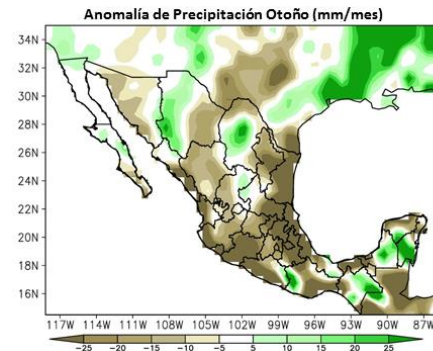 Anomalía de Precipitación Otoño (mm/mes)
34N
32N
30N
28N
26N
24N
22N
20N
18N
16N
117W 114W 111W 108W 105W 102W 99W 96W 93W 90W 87W
-25 -20 -15 -10 -5 5 10 15 20 25